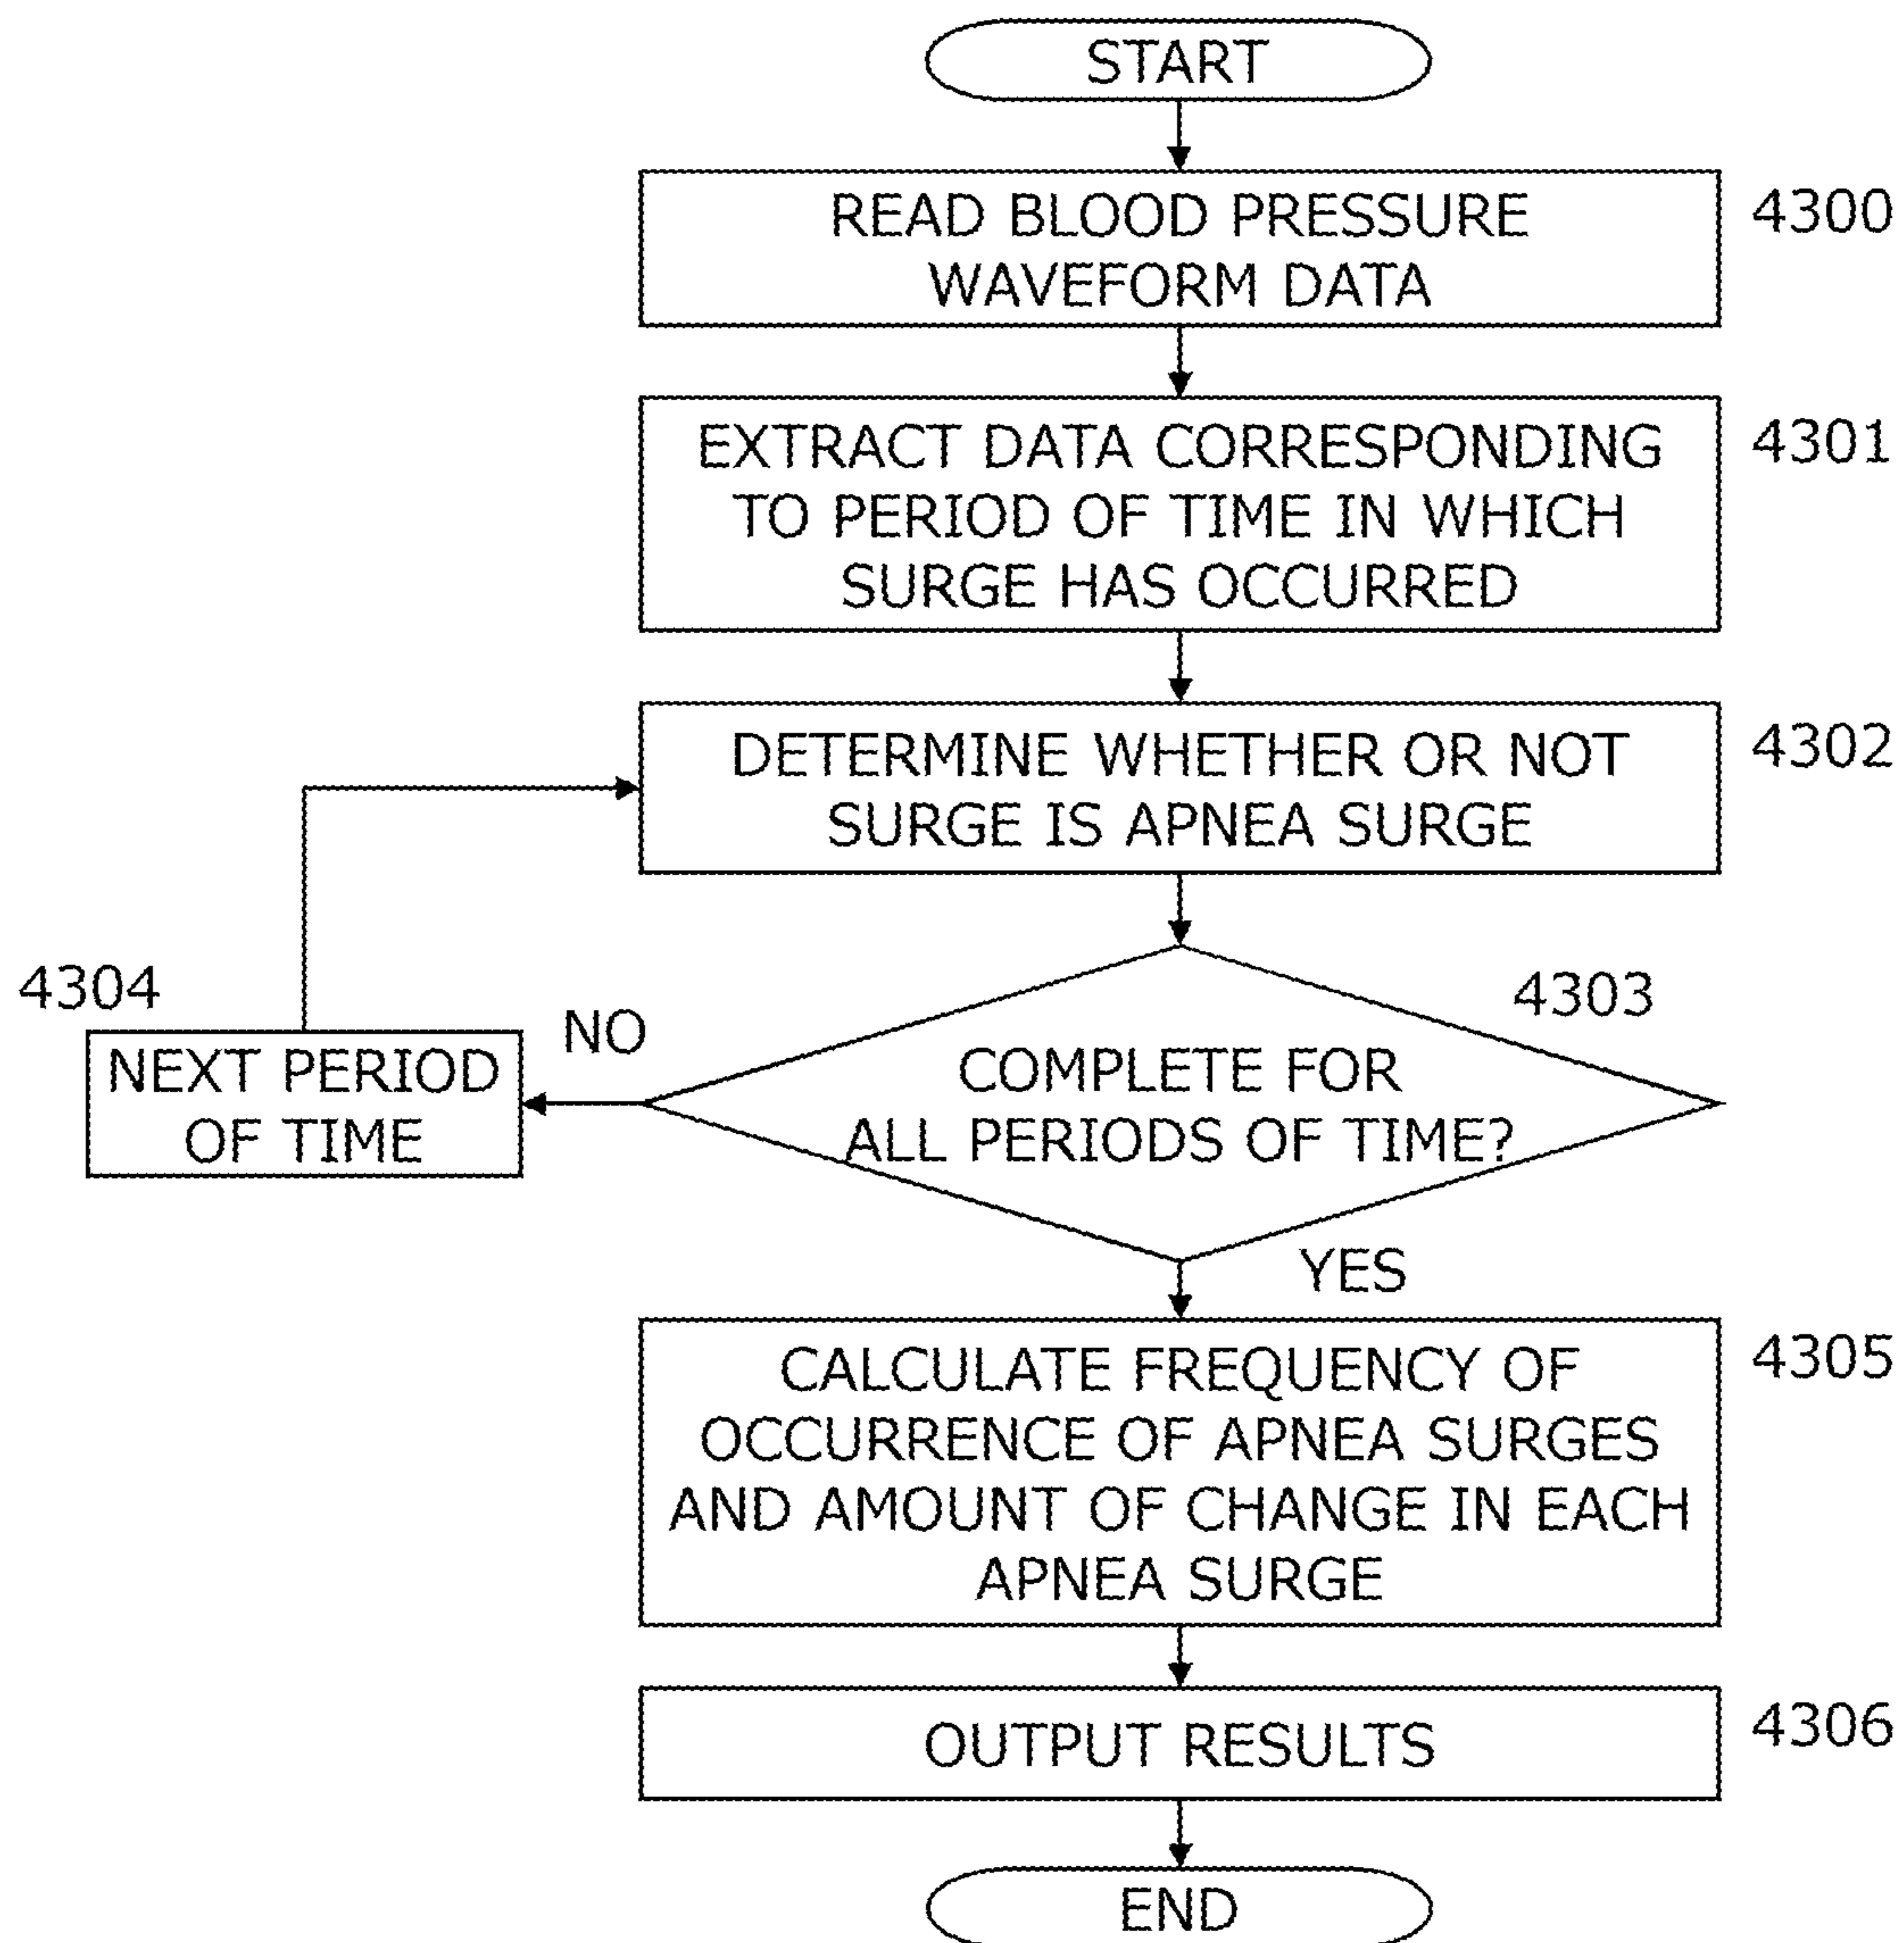 START
READ BLOOD PRESSURE
WAVEFORM DATA
4300
EXTRACT DATA CORRESPONDING
TO PERIOD OF TIME IN WHICH
SURGE HAS OCCURRED
4301
DETERMINE WHETHER OR NOT
SURGE IS APNEA SURGE
4302
4303
COMPLETE FOR
ALL PERIODS OF TIME?
NO
4304
NEXT PERIOD
OF TIME
YES
CALCULATE FREQUENCY OF
OCCURRENCE OF APNEA SURGES
AND AMOUNT OF CHANGE IN EACH
APNEA SURGE
4305
OUTPUT RESULTS
4306
END